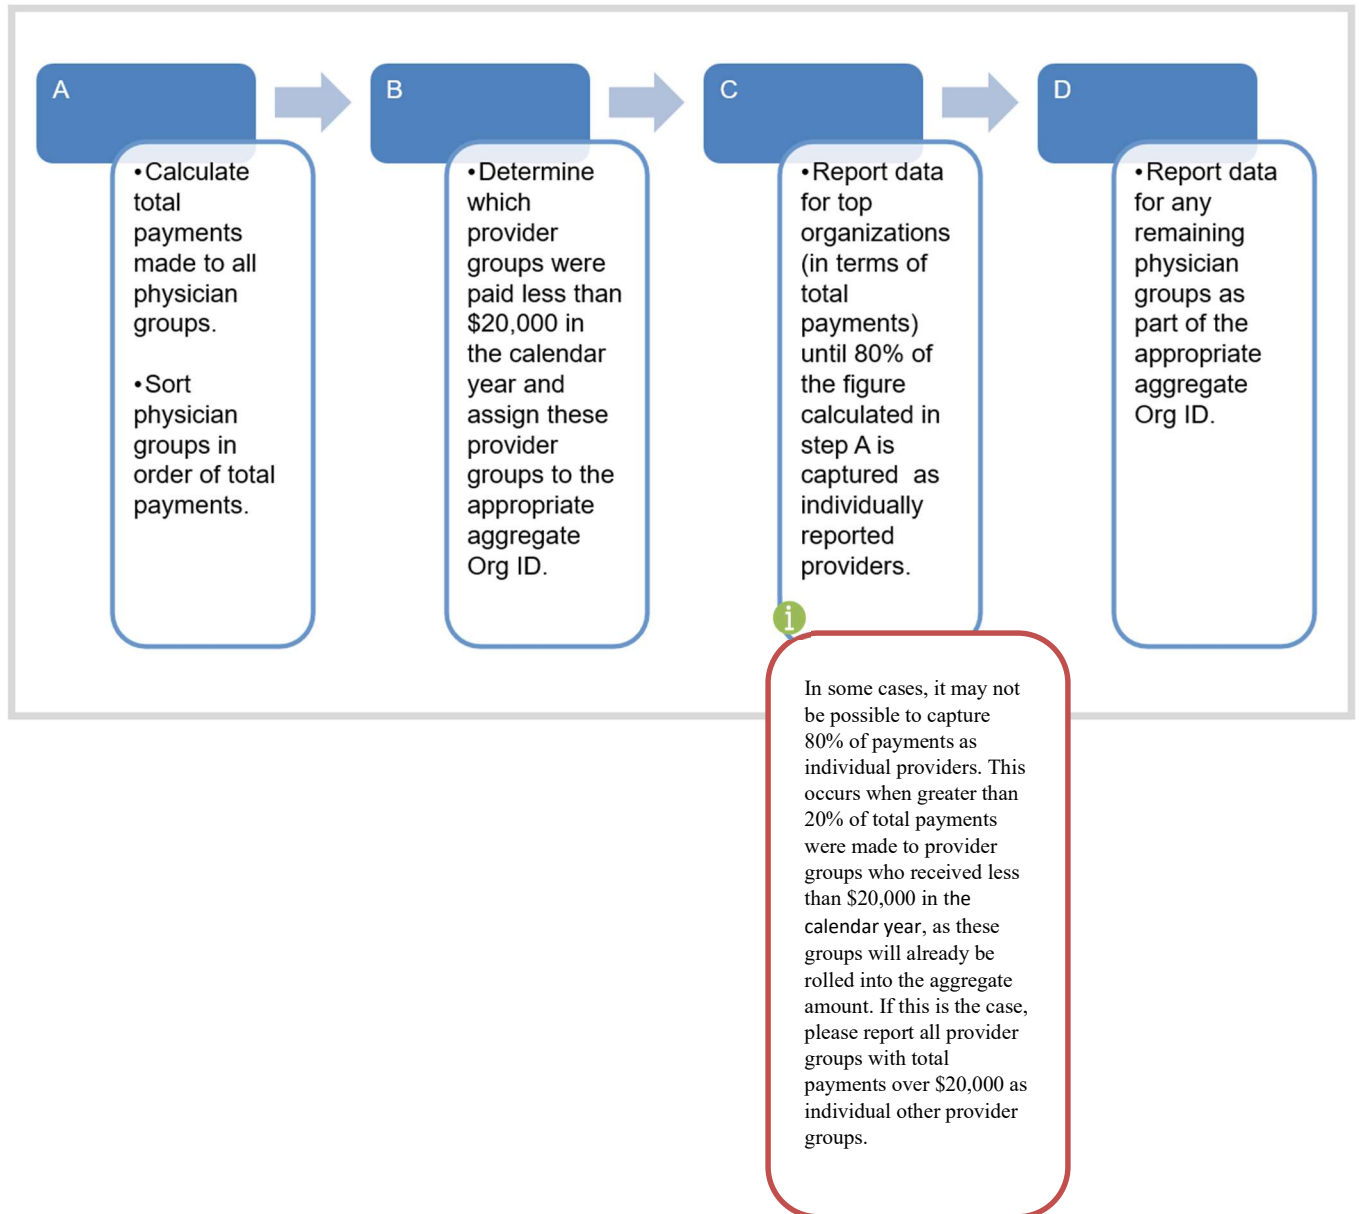 A
•Calculate
total
payments
made to all
physician
groups.
•Sort
physician
groups in
order of total
payments.
B
•Determine
which
provider
groups were
paid less than
$20,000 in
the calendar
year and
assign these
provider
groups to the
appropriate
aggregate
Org ID.
C
•Report data
for top
organizations
(in terms of
total
payments)
until 80% of
the figure
calculated in
step A is
captured as
individually
reported
providers.
D
•Report data
for any
remaining
physician
groups as
part of the
appropriate
aggregate
Org ID.
i
In some cases, it may not
be possible to capture
80% of payments as
individual providers. This
occurs when greater than
20% of total payments
were made to provider
groups who received less
than $20,000 in the
calendar year, as these
groups will already be
rolled into the aggregate
amount. If this is the case,
please report all provider
groups with total
payments over $20,000 as
individual other provider
groups.